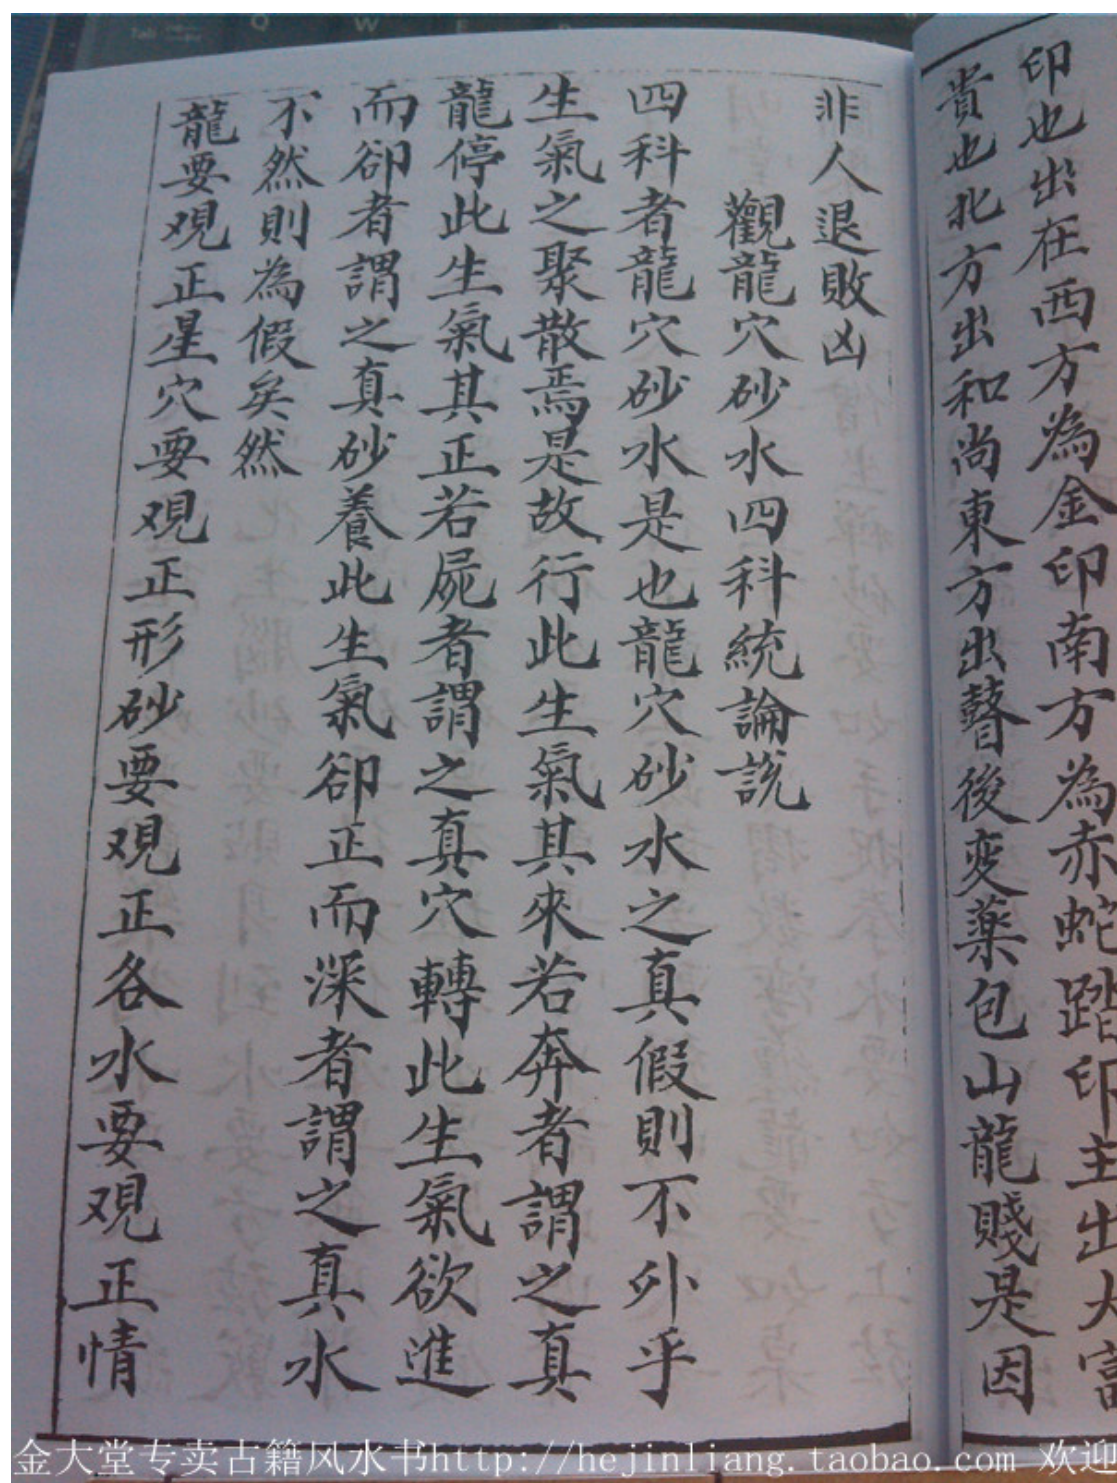 印也出在西方為金印南方為赤蛇踏印主出大富
貴也北方出和尚東方出瞽後变薬包山龍賤是因
非人退敗凶
觀龍穴砂水四科統論說
四科者龍穴砂水是也龍穴砂水之真假則不外乎
生氣之聚散焉是故行此生氣其來若奔者謂之真
龍停此生氣其正若屍者謂之真穴轉此生氣欲進
而卻者謂之真砂養此生氣卻正而深者謂之真水
不然則為假矣然
龍要观正星穴要观正形砂要观正各水要观正情
金大堂专卖古籍风水书http://hejinliang.taobao.com 欢迎